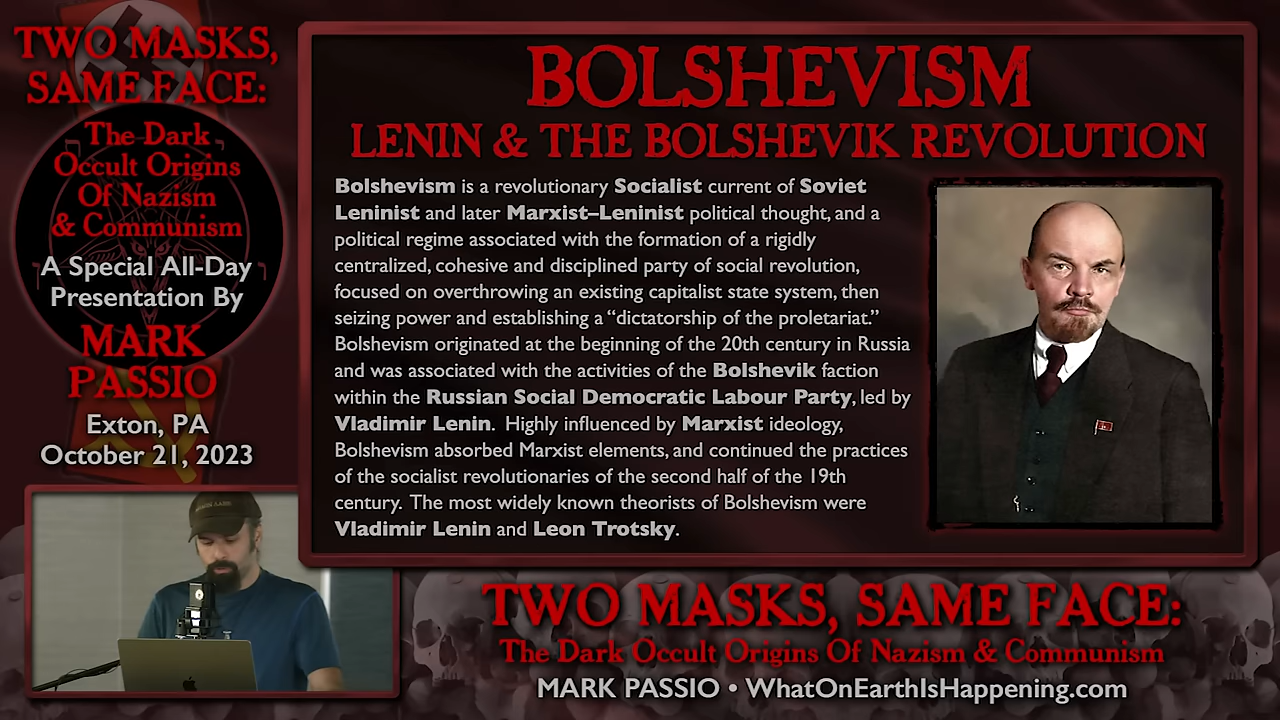 TWO MASKS,
SAME FACE:
The Dark
Occult Origins
Of Nazism
& Communism
A Special All-Day
Presentation By
MARK
PASSIO
Exton, PA
October 21, 2023
BOLSHEVISM
LENIN & THE BOLSHEVIK REVOLUTION
Bolshevism is a revolutionary Socialist current of Soviet
Leninist and later Marxist–Leninist political thought, and a
political regime associated with the formation of a rigidly
centralized, cohesive and disciplined party of social revolution,
focused on overthrowing an existing capitalist state system, then
seizing power and establishing a “dictatorship of the proletariat.”
Bolshevism originated at the beginning of the 20th century in Russia
and was associated with the activities of the Bolshevik faction
within the Russian Social Democratic Labour Party, led by
Vladimir Lenin. Highly influenced by Marxist ideology,
Bolshevism absorbed Marxist elements, and continued the practices
of the socialist revolutionaries of the second half of the 19th
century. The most widely known theorists of Bolshevism were
Vladimir Lenin and Leon Trotsky.
TWO MASKS, SAME FACE:
The Dark Occult Origins Of Nazism & Communism
MARK PASSIO • WhatOnEarthIsHappening.com